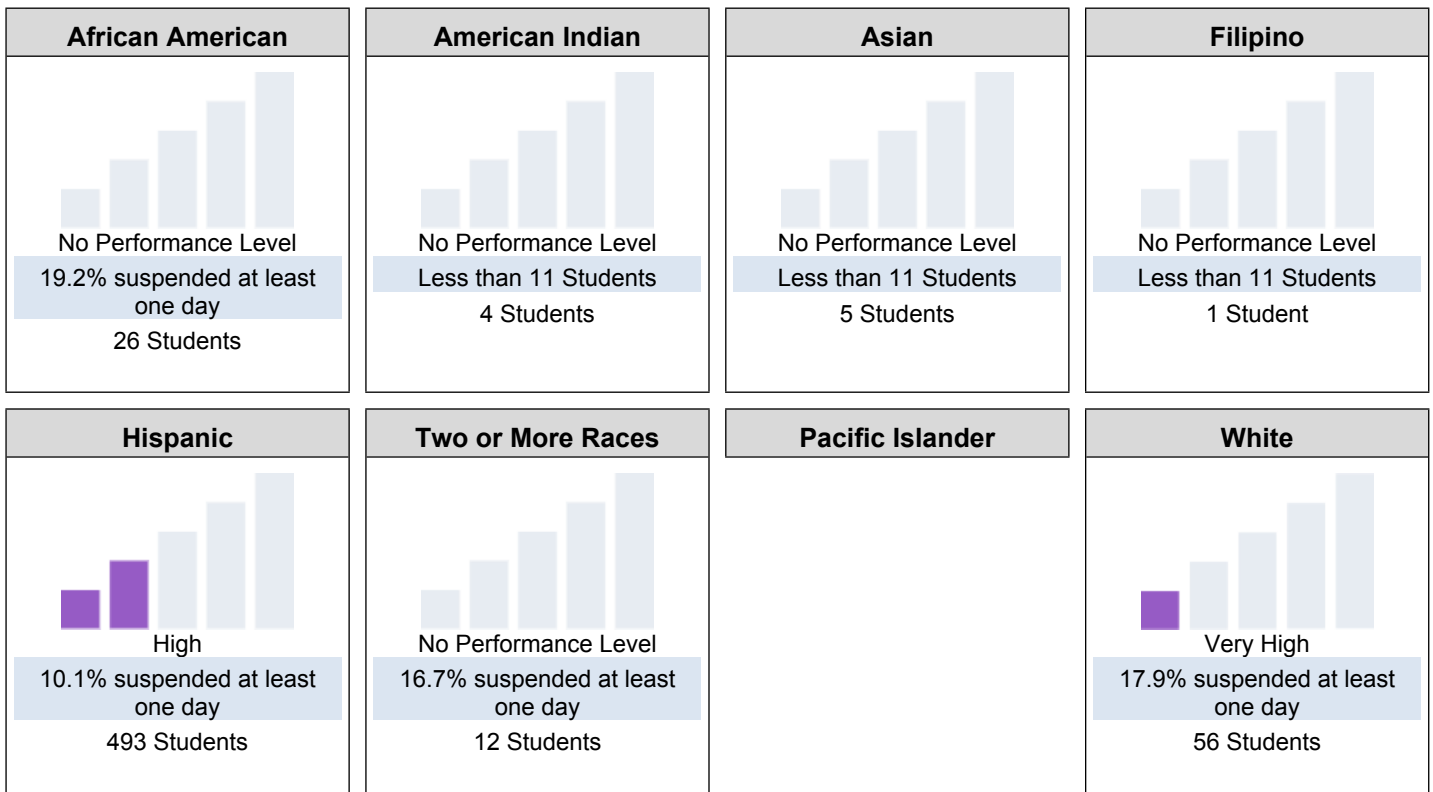 African American
No Performance Level
19.2% suspended at least
one day
26 Students
American Indian
No Performance Level
Less than 11 Students
4 Students
Asian
No Performance Level
Less than 11 Students
5 Students
Filipino
No Performance Level
Less than 11 Students
1 Student
Hispanic
High
10.1% suspended at least
one day
493 Students
Two or More Races
No Performance Level
16.7% suspended at least
one day
12 Students
Pacific Islander
White
Very High
17.9% suspended at least
one day
56 Students